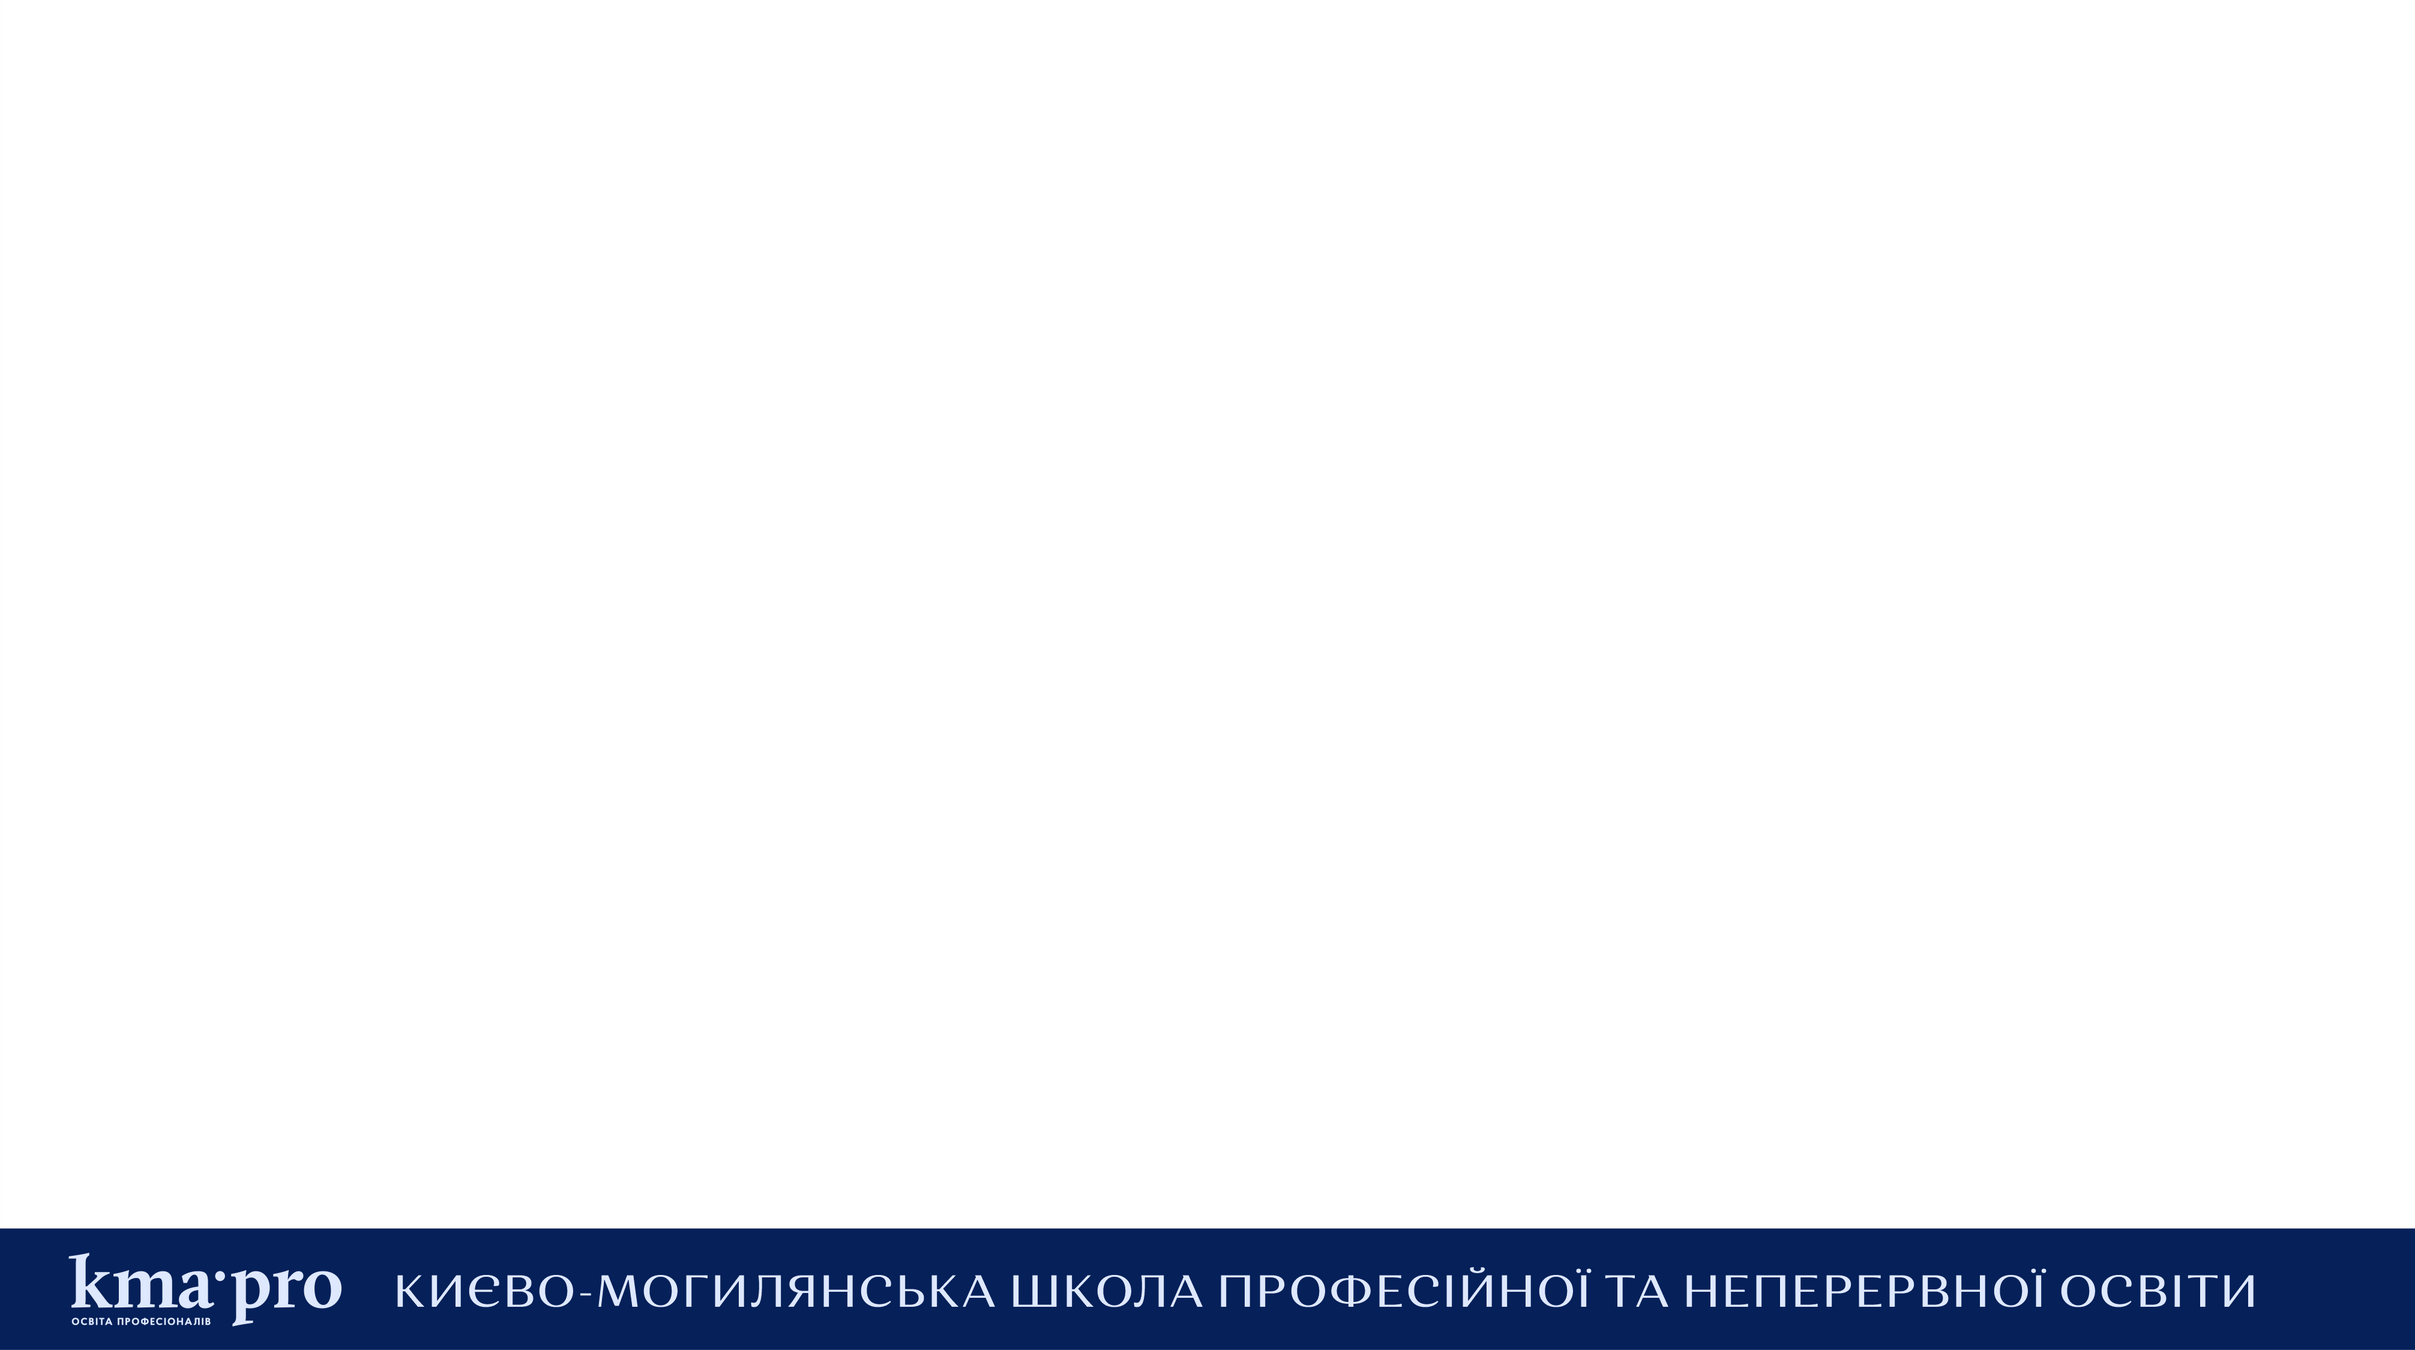 kma·pro
ОСВІТА ПРОФЕСІОНАЛІВ
КИЄВО-МОГИЛЯНСЬКА ШКОЛА ПРОФЕСІЙНОЇ ТА НЕПЕРЕРВНОЇ ОСВІТИ